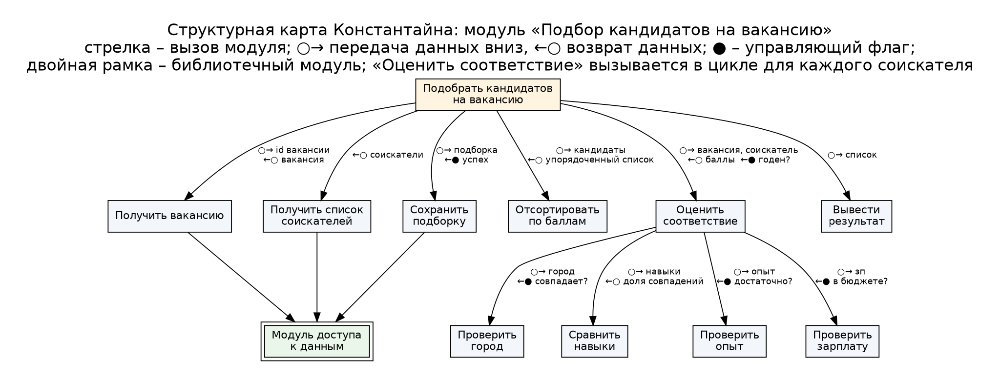 Структурная карта Константайна: модуль «Подбор кандидатов на вакансию»
стрелка – вызов модуля; ○→ передача данных вниз, ←○ возврат данных; ● – управляющий флаг;
двойная рамка – библиотечный модуль; «Оценить соответствие» вызывается в цикле для каждого соискателя
Подобрать кандидатов
на вакансию
○→ id вакансии
←○ вакансия
←○ соискатели
○→ подборка
←● успех
○→ кандидаты
←○ упорядоченный список
○→ вакансия, соискатель
←○ баллы  ←● годен?
○→ список
Получить вакансию
Получить список
соискателей
Сохранить
подборку
Отсортировать
по баллам
Оценить
соответствие
Вывести
результат
○→ город
←● совпадает?
○→ навыки
←○ доля совпадений
○→ опыт
←● достаточно?
○→ зп
←● в бюджете?
Модуль доступа
к данным
Проверить
город
Сравнить
навыки
Проверить
опыт
Проверить
зарплату